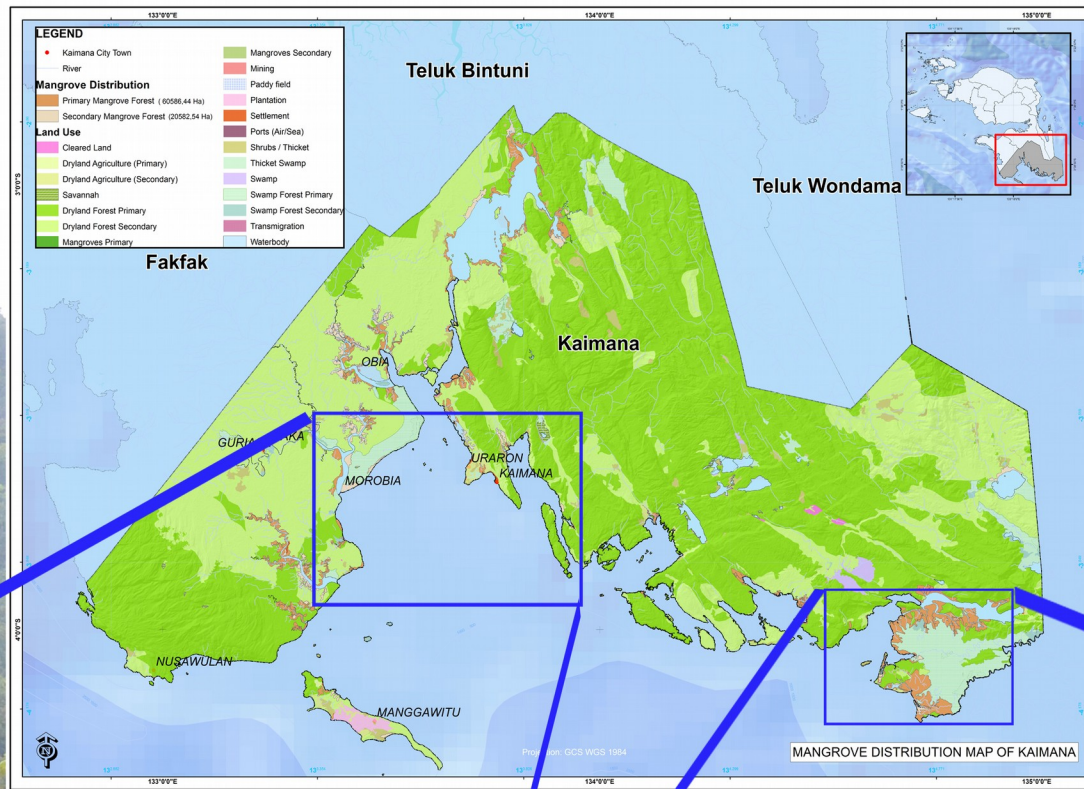 133°0'0"E
134°0'0"E
135°0'0"E
LEGEND
Kaimana City Town
River
Mangrove Distribution
Primary Mangrove Forest ( 60586,44 Ha)
Secondary Mangrove Forest (20582,54 Ha)
Land Use
Cleared Land
Dryland Agriculture (Primary)
Dryland Agriculture (Secondary)
Savannah
Dryland Forest Primary
Dryland Forest Secondary
Mangroves Primary
Mangroves Secondary
Mining
Paddy field
Plantation
Settlement
Ports (Air/Sea)
Shrubs / Thicket
Thicket Swamp
Swamp
Swamp Forest Primary
Swamp Forest Secondary
Transmigration
Waterbody
Teluk Bintuni
Teluk Wondama
Fakfak
Kaimana
OBIA
URARON
KAIMANA
MOROBIA
NUSAWULAN
MANGGAWITU
3°0'0"S
4°0'0"S
N
Projection: GCS WGS 1984
MANGROVE DISTRIBUTION MAP OF KAIMANA
133°0'0"E
134°0'0"E
135°0'0"E